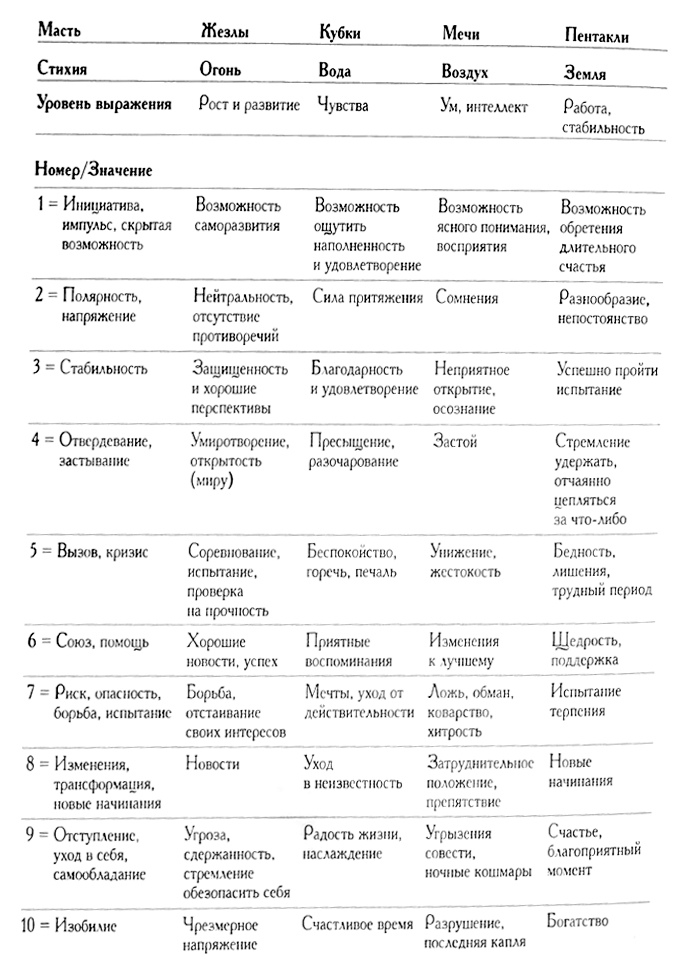 Масть Жезлы Кубки Мечи Пентакли
Стихия Огонь Вода Воздух Земля
Уровень выражения Рост и развитие Чувства Ум, интеллект Работа,
стабильность
Номер/Значение
1 = Инициатива, Возможность Возможность Возможность Возможность
импульс, скрытая саморазвития ощутить ясного понимания, обретения
возможность наполненность восприятия длительного
и удовлетворение счастья
2 = Полярность, Нейтральность, Сила притяжения Сомнения Разнообразие,
напряжение отсутствие непостоянство
противоречий
3 = Стабильность Защищенность Благодарность Неприятное Успешно пройти
и хорошие и удовлетворение открытие, испытание
перспективы осознание
4 = Отвердевание, Умиротворение, Пресыщение, Застой Стремление
застывание открытость разочарование удержать,
(миру) отчаянно
цепляться
за что-либо
5 = Вызов, кризис Соревнование, Беспокойство, Унижение, Бедность,
испытание, горечь, печаль жестокость лишения,
проверка трудный период
на прочность
6 = Союз, помощь Хорошие Приятные Изменения Щедрость,
новости, успех воспоминания к лучшему поддержка
7 = Риск, опасность, Борьба, Мечты, уход от Ложь, обман, Испытание
борьба, испытание отстаивание действительности коварство, терпения
своих интересов хитрость
8 = Изменения, Новости Уход Затруднительное Новые
трансформация, в неизвестность положение, начинания
новые начинания препятствие
9 = Отступление, Угроза, Радость жизни, Угрызения Счастье,
уход в себя, сдержанность, наслаждение совести, благоприятный
самообладание стремление ночные кошмары момент
обезопасить себя
10 = Изобилие Чрезмерное Счастливое время Разрушение, Богатство
напряжение последняя капля